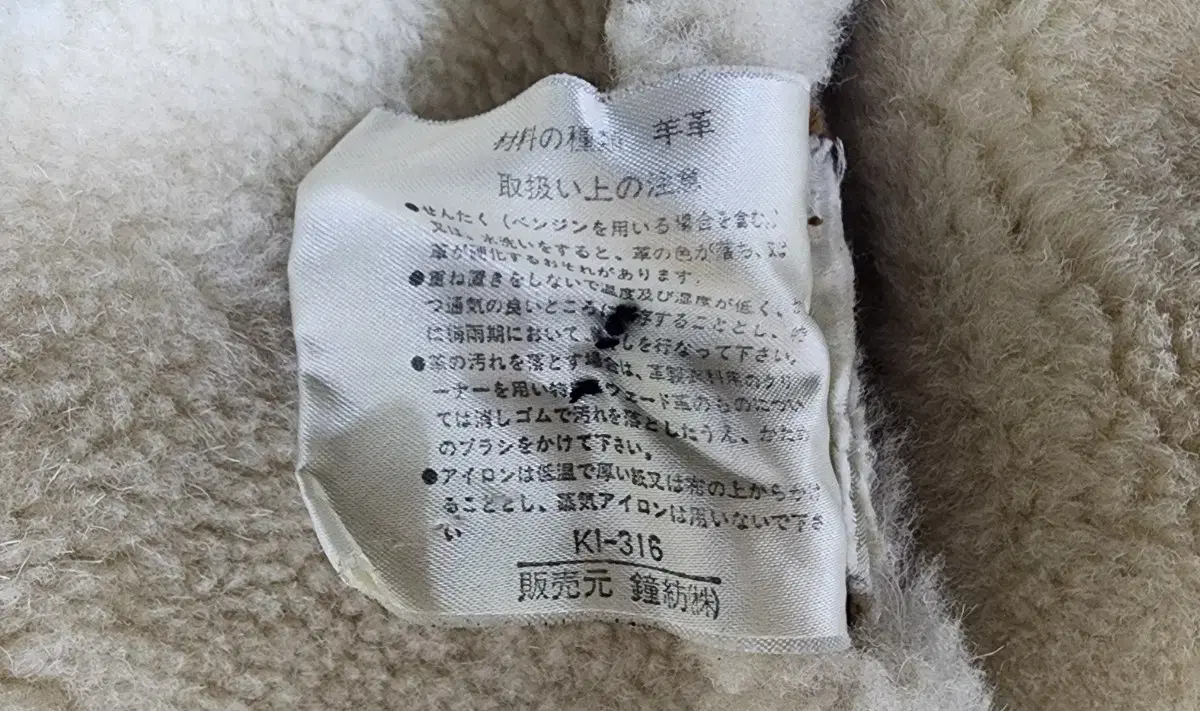 材料の種 羊革
取扱い上の注意
●せんたく（ベンジンを用いる場合を含む。）
又は、水洗いをすると、革の色が落ち、又は
革が硬化するおそれがあります。
●重ね置きをしないで温度及び湿度が低く、か
つ通気の良いところに存することとし、特
に梅雨期において しを行なって下さい。
●革の汚れを落とす場合は、革製 料用のクリ
ーナーを用い特 ウェード革のものについ
ては消しゴムで汚れを落としたうえ、かため
のブラシをかけて下さい。
●アイロンは低温で厚い紙又は布の上からか
ることとし、蒸気アイロンは用いないで下さ
い
KI-316
販売元 鐘紡㈱